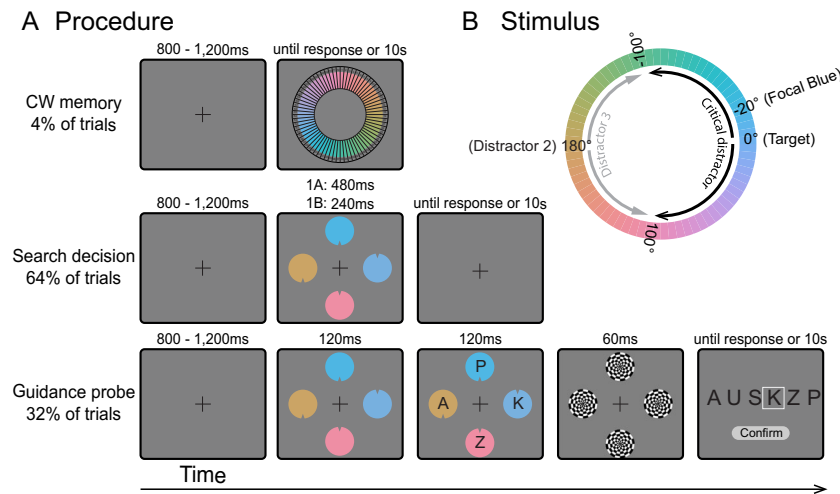 A Procedure
B Stimulus
800 - 1,200ms
until response or 10s
CW memory
4% of trials
-100°
-20° (Focal Blue)
0° (Target)
Critical distractor
Distractor 3
(Distractor 2) 180°
100°
1A: 480ms
1B: 240ms
800 - 1,200ms
until response or 10s
Search decision
64% of trials
800 - 1,200ms
120ms
120ms
60ms
until response or 10s
Guidance probe
32% of trials
P
A
K
Z
A U S K Z P
Confirm
Time